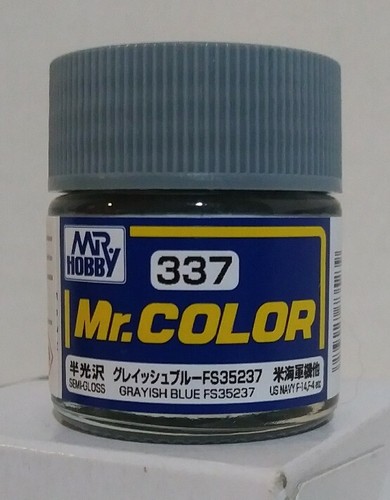 MR.
HOBBY
337
Mr.COLOR
半光沢 グレイッシュブルーFS35237 米海軍機他
SEMI-GLOSS GRAYISH BLUE FS35237 US NAVY F-14,F-4 etc